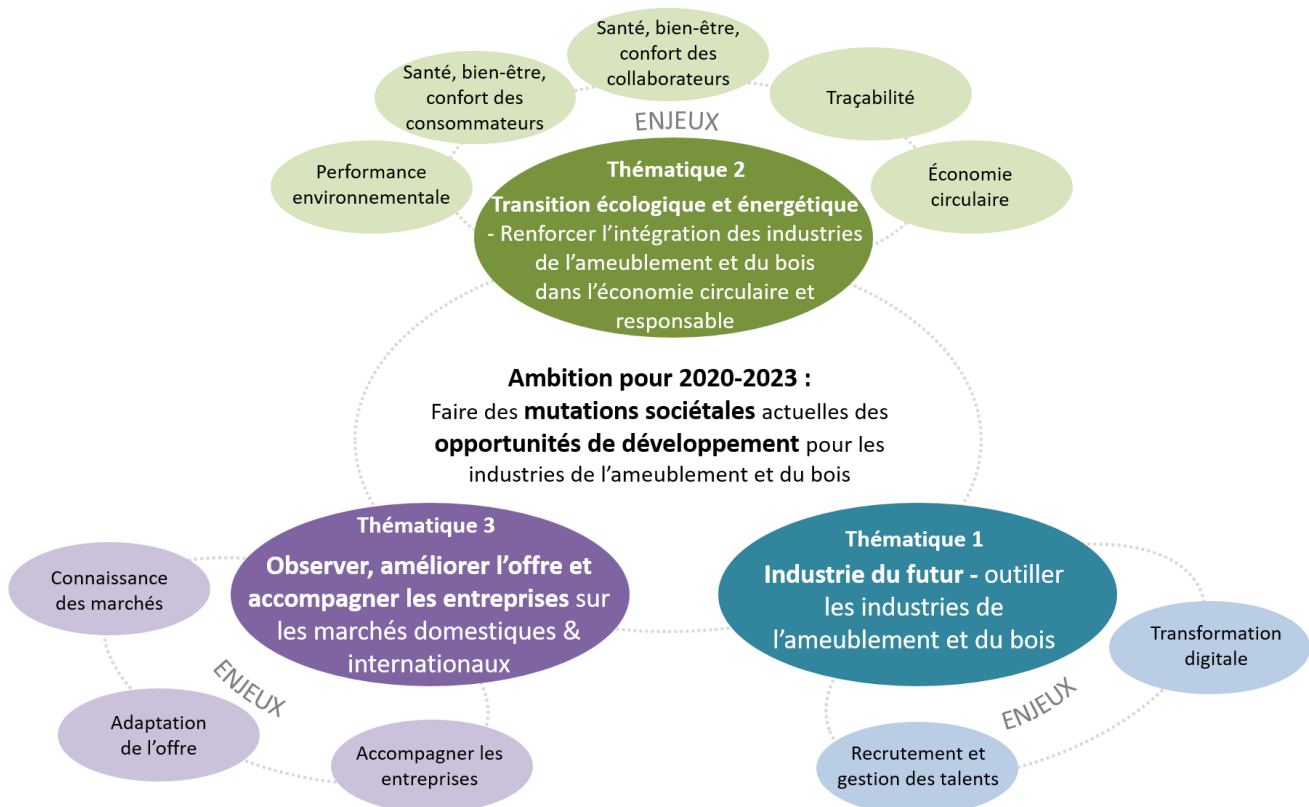 Santé, bien-être,
confort des
collaborateurs
Santé, bien-être,
confort des
consommateurs
Traçabilité
ENJEUX
Performance
environnementale
Économie
circulaire
Thématique 2
Transition écologique et énergétique
- Renforcer l’intégration des industries
de l’ameublement et du bois
dans l’économie circulaire et
responsable
Ambition pour 2020-2023 :
Faire des mutations sociétales actuelles des
opportunités de développement pour les
industries de l’ameublement et du bois
Thématique 3
Observer, améliorer l’offre et
accompagner les entreprises sur
les marchés domestiques &
internationaux
Connaissance
des marchés
ENJEUX
Adaptation
de l’offre
Accompagner les
entreprises
Thématique 1
Industrie du futur - outiller
les industries de
l’ameublement et du bois
Transformation
digitale
ENJEUX
Recrutement et
gestion des talents